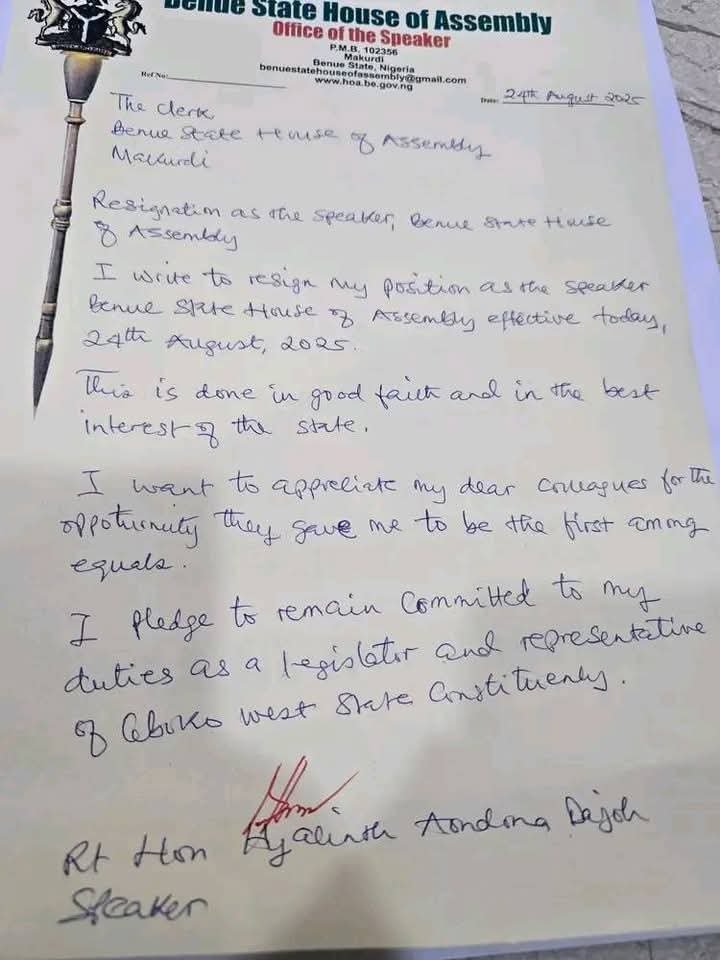 Benue State House of Assembly
Office of the Speaker
P.M.B. 102356
Makurdi
Benue State, Nigeria
benuestatehouseofassembly@gmail.com
www.hoa.be.gov.ng
Ref No:
Date: 24th August 2025
The Clerk
Benue State House of Assembly
Makurdi
Resignation as the Speaker, Benue State House
of Assembly
I write to resign my position as the Speaker
Benue State House of Assembly effective today,
24th August, 2025.
This is done in good faith and in the best
interest of the state.
I want to appreciate my dear colleagues for the
oppoturnuity they gave me to be the first among
equals.
I pledge to remain committed to my
duties as a legislator and representative
of Gboko West State Constituency.
Rt Hon Hyacinth Aondona Dajoh
Speaker